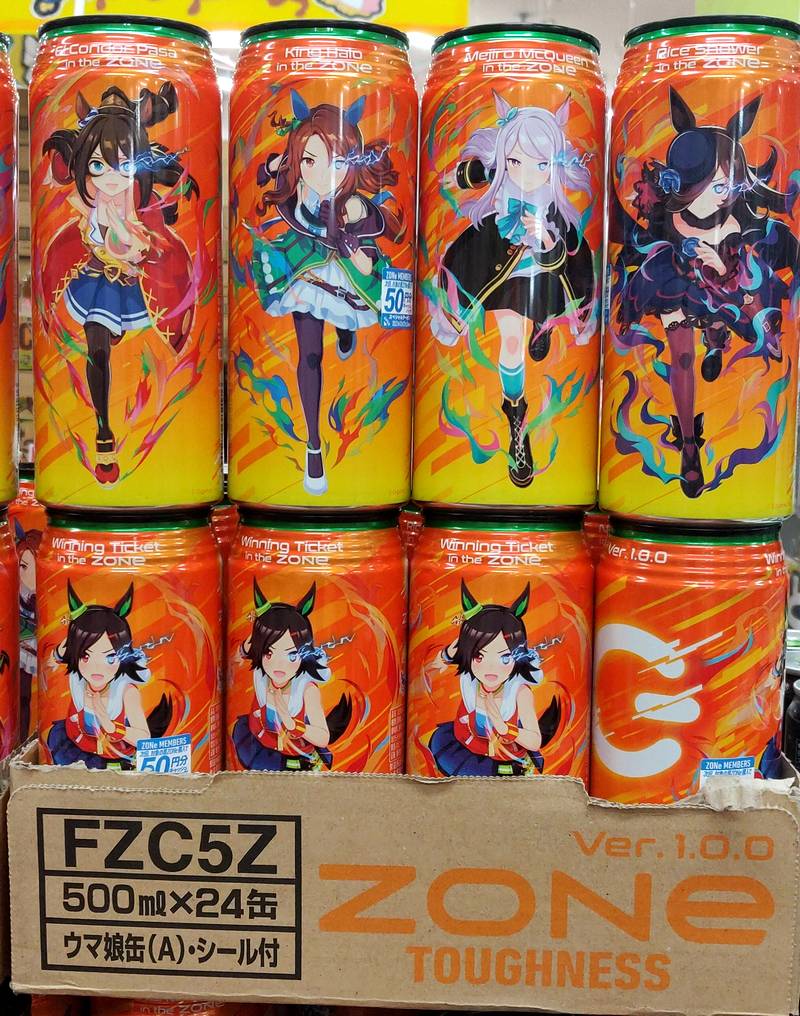 El Condor Pasa
in the ZONe
King Halo
in the ZONe
Mejiro McQueen
in the ZONe
Rice Shower
in the ZONe
ZONe MEMBERS
50
Winning Ticket
in the ZONe
Winning Ticket
in the ZONe
Winning Ticket
in the ZONe
Ver.1.0.0
ZONe MEMBERS
50円分
ZONe MEMBERS
FZC5Z
500ml×24缶
ウマ娘缶(A)・シール付
Ver. 1.0.0
ZONe
TOUGHNESS
in the ZONe